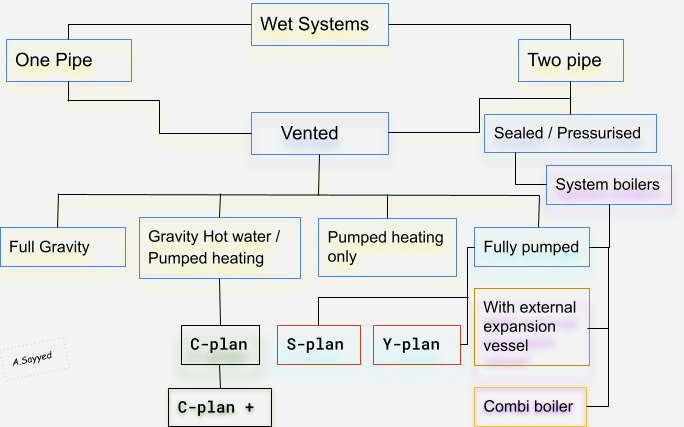 Wet Systems
One Pipe
Two pipe
Vented
Sealed / Pressurised
System boilers
Full Gravity
Gravity Hot water /
Pumped heating
Pumped heating
only
Fully pumped
With external
expansion
vessel
C-plan
S-plan
Y-plan
A.Sayyed
C-plan +
Combi boiler